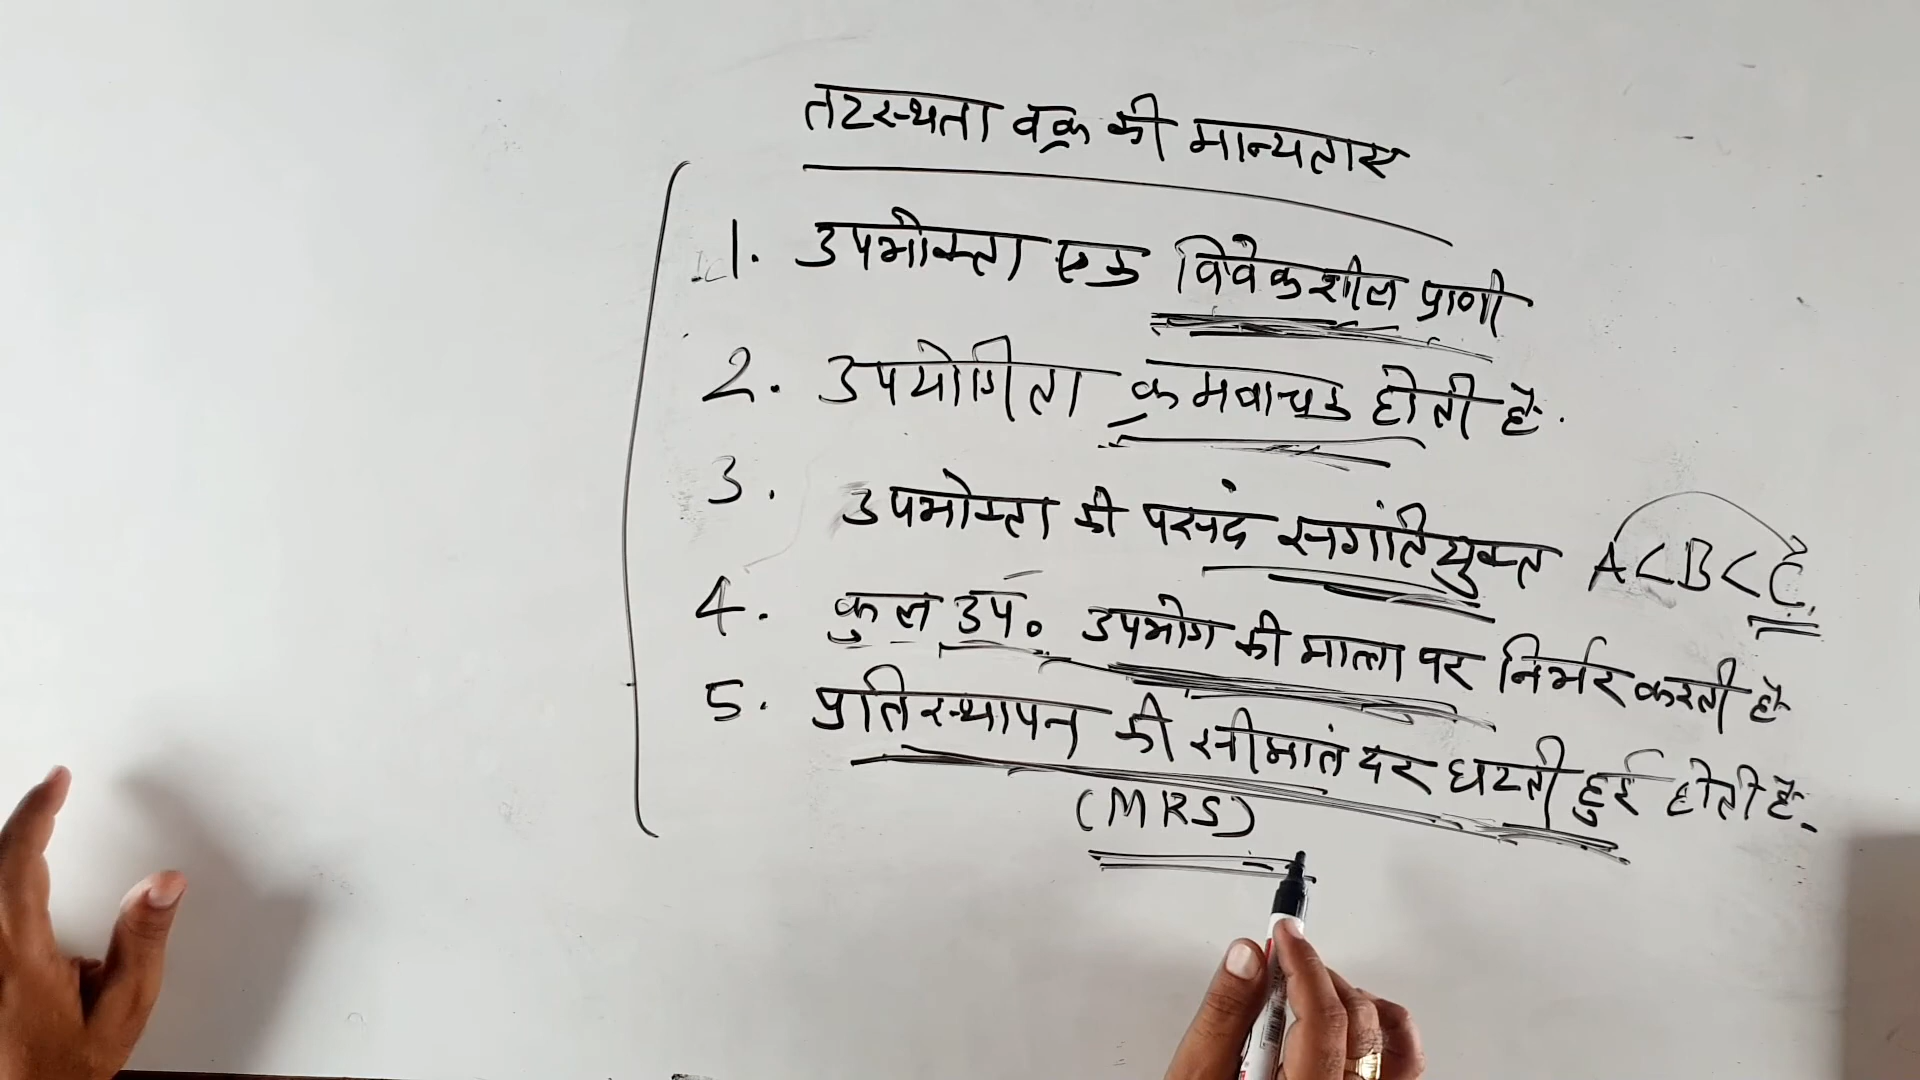 तटस्थता वक्र की मान्यताए
1. उपभोक्ता एक विवेकशील प्राणी
2. उपयोगिता क्रमवाचक होती है.
3. उपभोक्ता की पसंद सगंतियुक्त A<B<C
4. कुल उप० उपभोग की मात्रा पर निर्भर करती है
5. प्रतिस्थापन की सीमातं दर घटती हुई होती है.
(MRS)